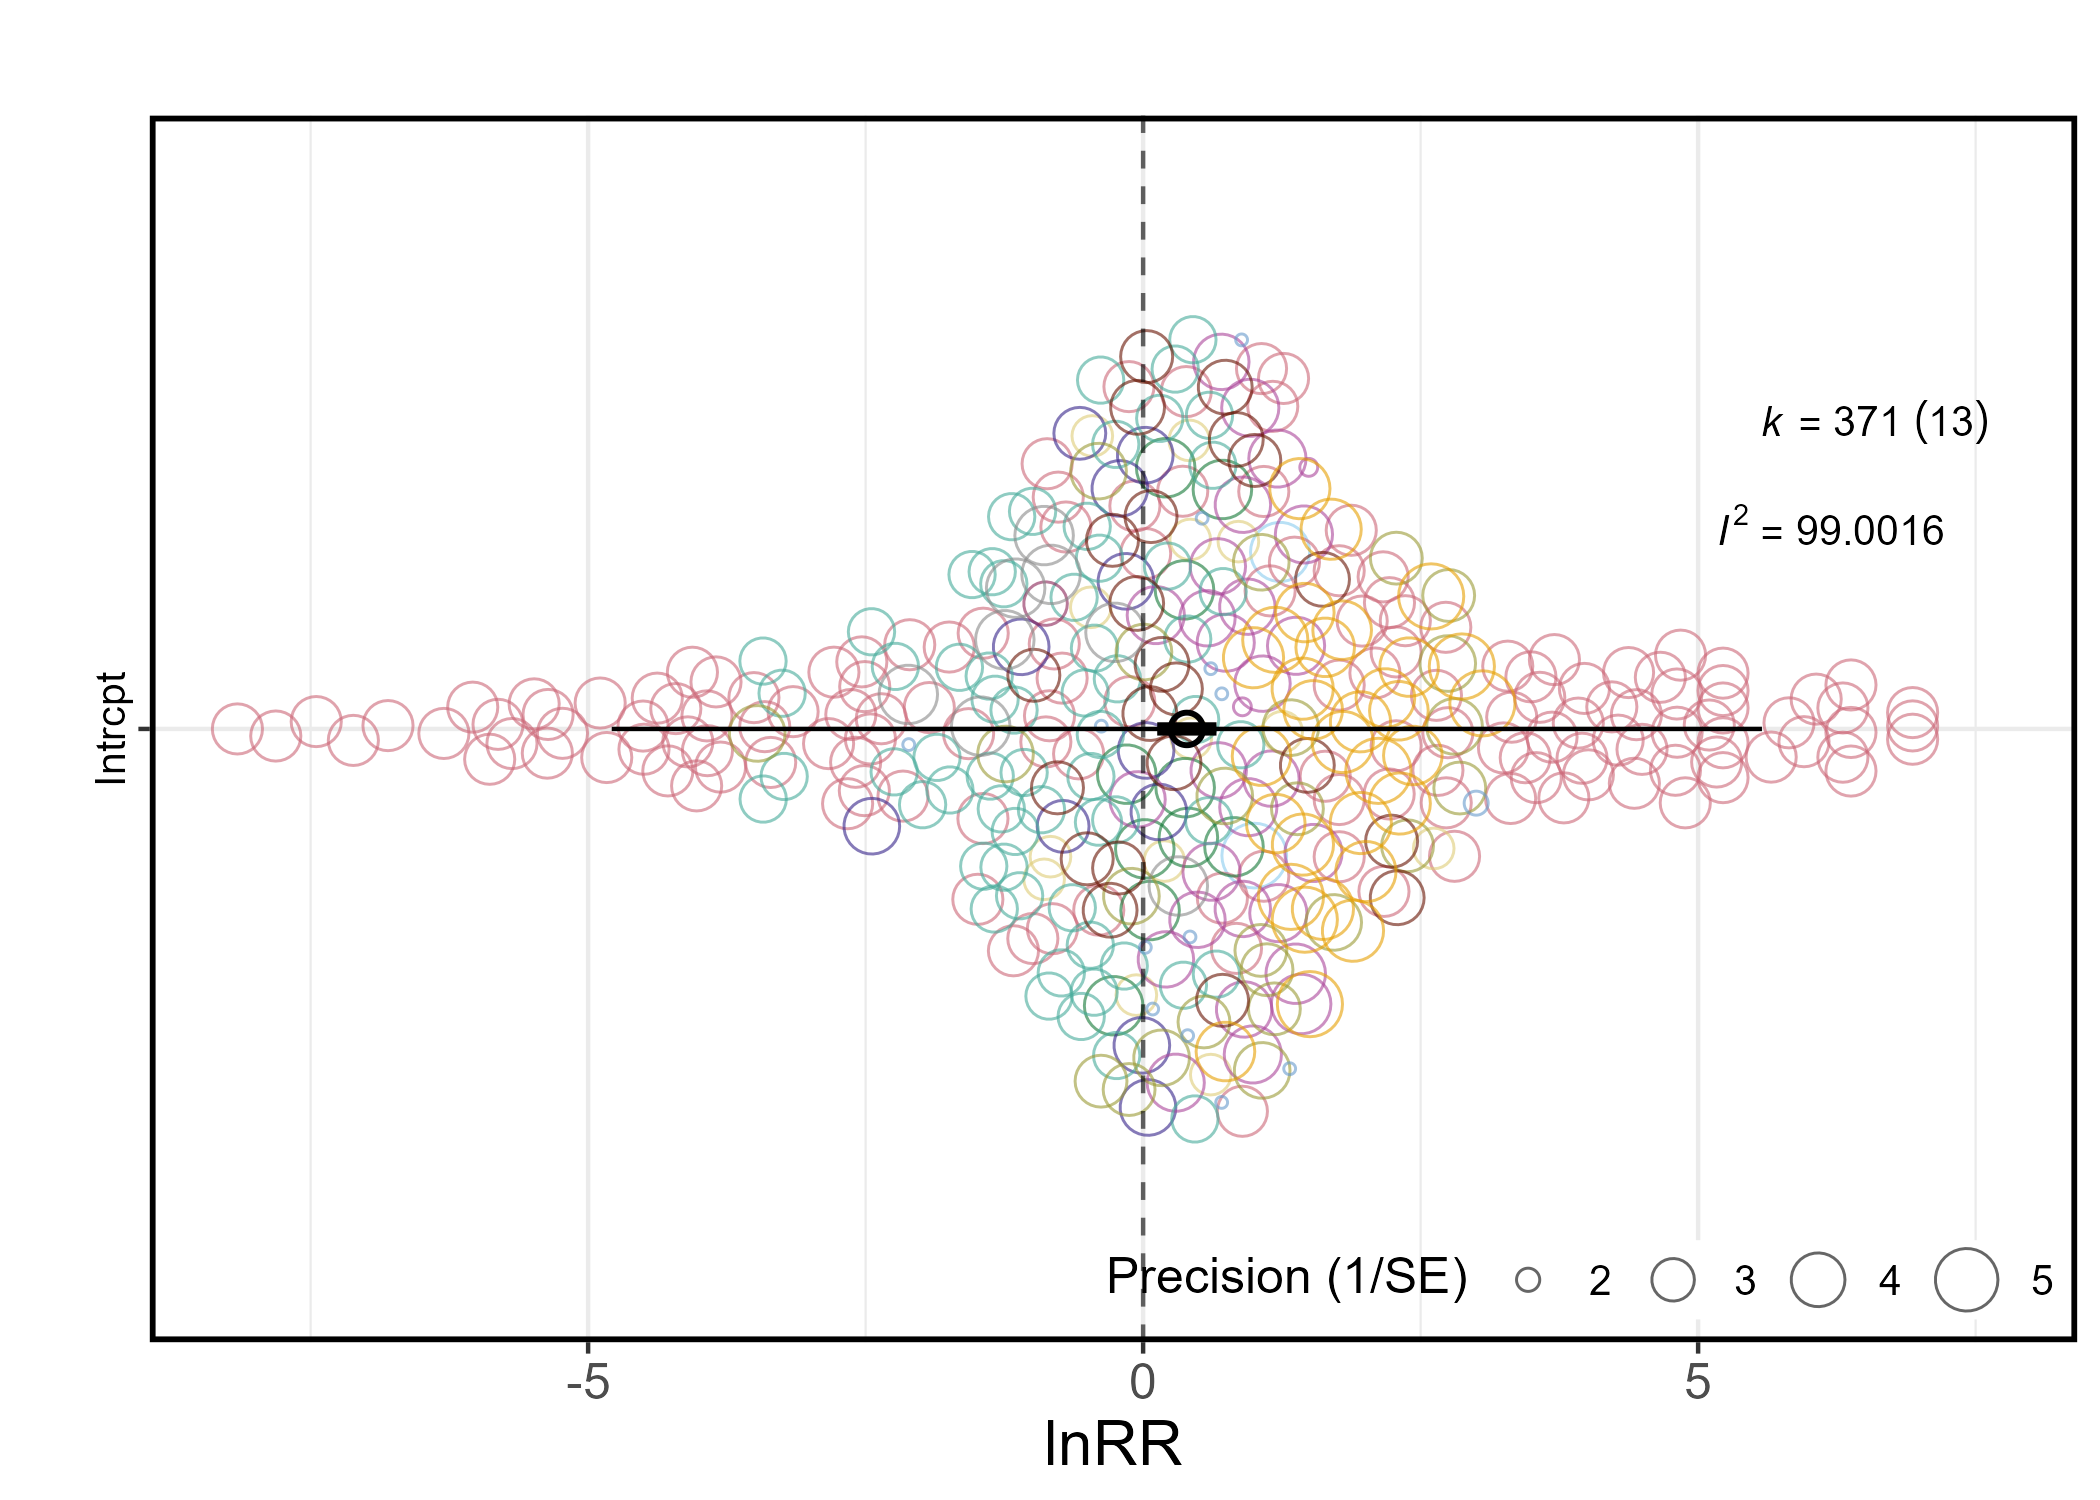 k = 371 (13)
I² = 99.0016
Intrcpt
Precision (1/SE) 2 3 4 5
-5 0 5
lnRR